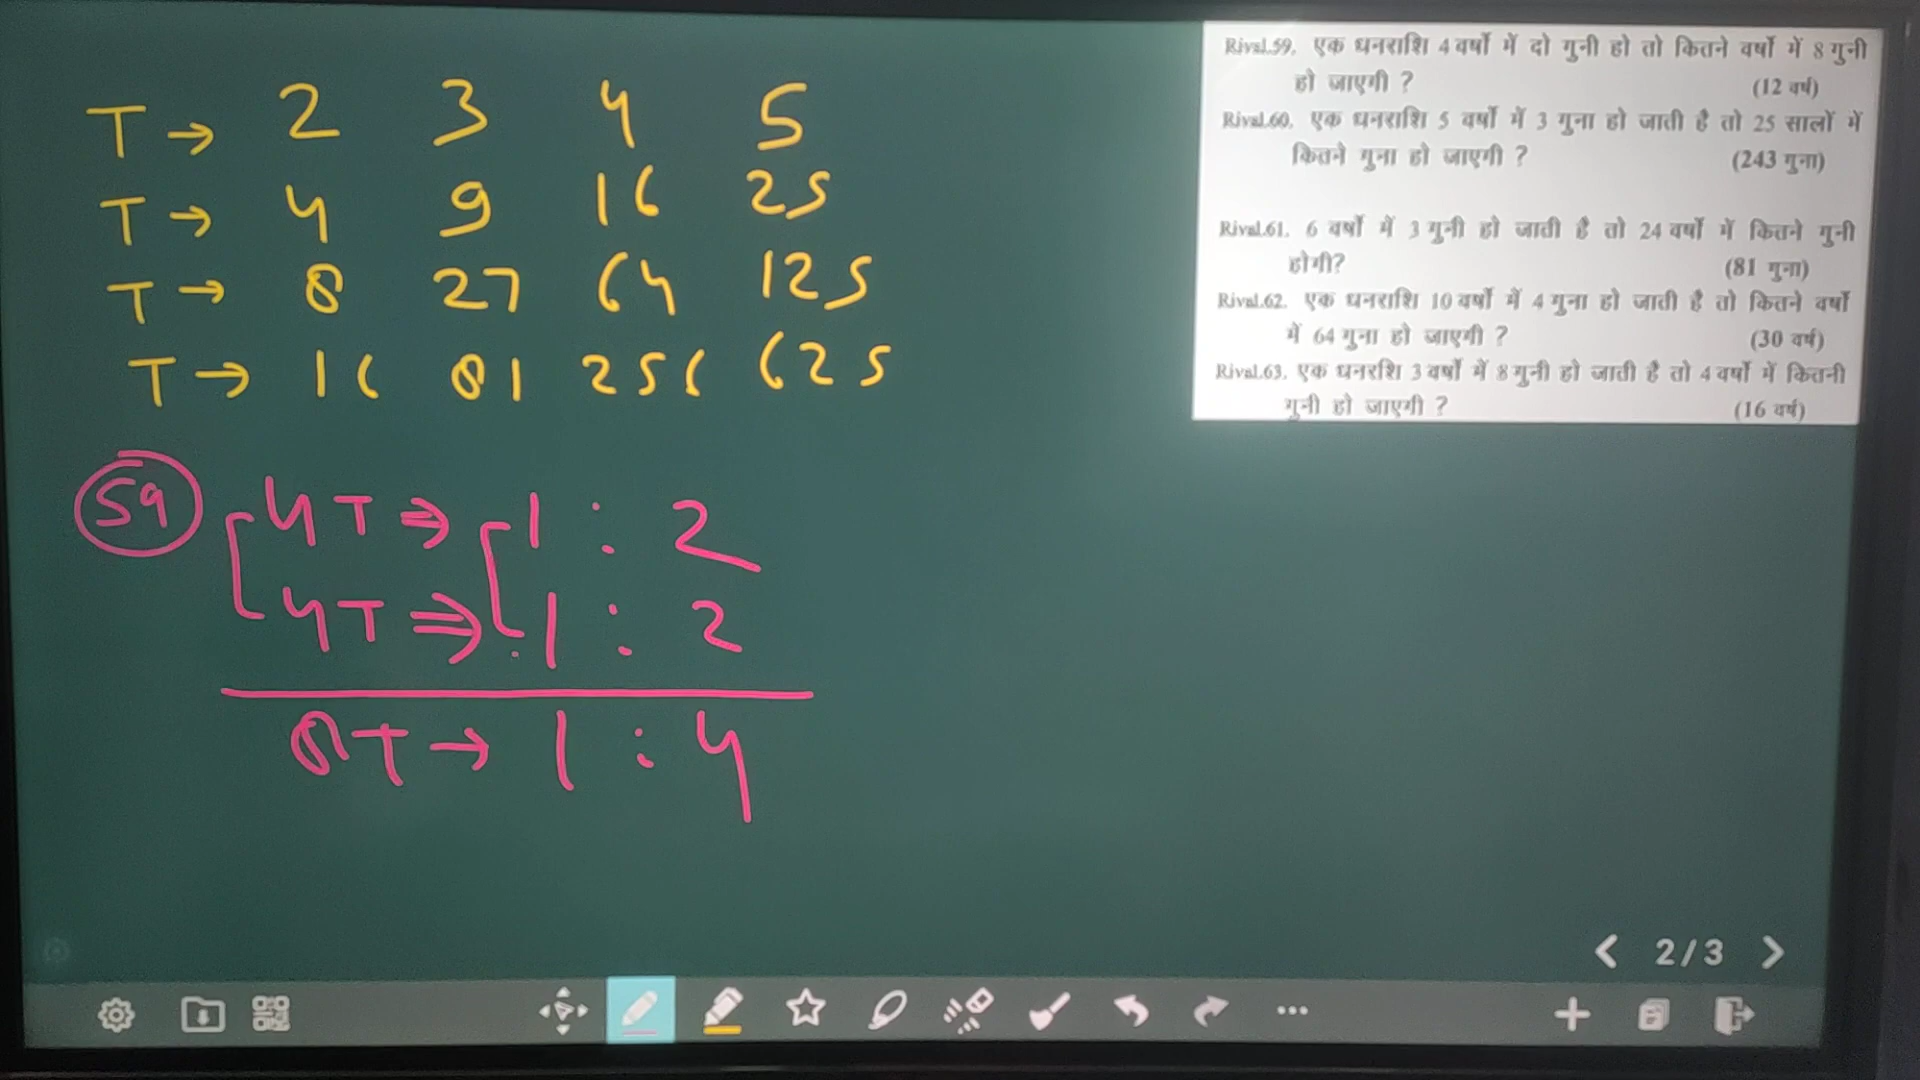 T → 2 3 4 5
T → 4 9 16 25
T → 8 27 64 125
T → 16 81 256 625
59 4T ⇒ 1 : 2
4T ⇒ 1 : 2
8T → 1 : 4
Rival.59. एक धनराशि 4 वर्षों में दो गुनी हो तो कितने वर्षों में 8 गुनी
हो जाएगी ? (12 वर्ष)
Rival.60. एक धनराशि 5 वर्षों में 3 गुना हो जाती है तो 25 सालों में
कितने गुना हो जाएगी ? (243 गुना)
Rival.61. 6 वर्षों में 3 गुनी हो जाती है तो 24 वर्षों में कितने गुनी
होगी? (81 गुना)
Rival.62. एक धनराशि 10 वर्षों में 4 गुना हो जाती है तो कितने वर्षों
में 64 गुना हो जाएगी ? (30 वर्ष)
Rival.63. एक धनरशि 3 वर्षों में 8 गुनी हो जाती है तो 4 वर्षों में कितनी
गुनी हो जाएगी ? (16 वर्ष)
2/3